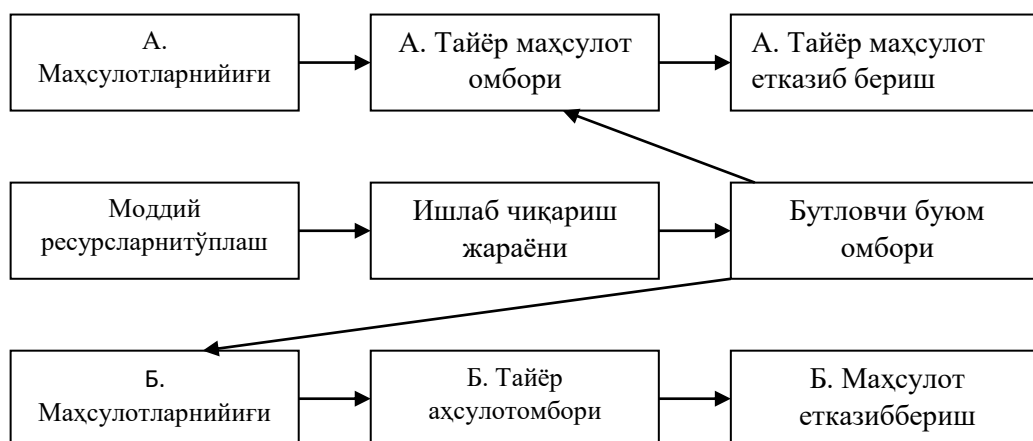 А.
Маҳсулотларнийиғи
А. Тайёр маҳсулот
омбори
А. Тайёр маҳсулот
етказиб бериш
Моддий
ресурсларнитўплаш
Ишлаб чиқариш
жараёни
Бутловчи буюм
омбори
Б.
Маҳсулотларнийиғи
Б. Тайёр
аҳсулотомбори
Б. Маҳсулот
етказиббериш